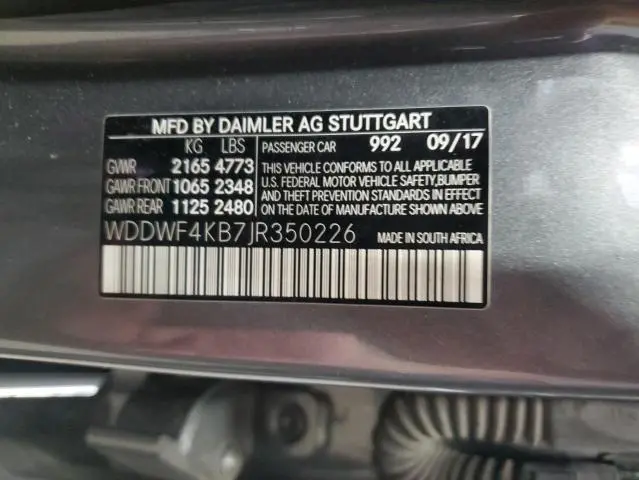 MFD BY DAIMLER AG STUTTGART
KG LBS PASSENGER CAR 992 09/17
GVWR 2165 4773 THIS VEHICLE CONFORMS TO ALL APPLICABLE
GAWR FRONT 1065 2348 U.S. FEDERAL MOTOR VEHICLE SAFETY,BUMPER
GAWR REAR 1125 2480 AND THEFT PREVENTION STANDARDS IN EFFECT
ON THE DATE OF MANUFACTURE SHOWN ABOVE.
WDDWF4KB7JR350226 MADE IN SOUTH AFRICA